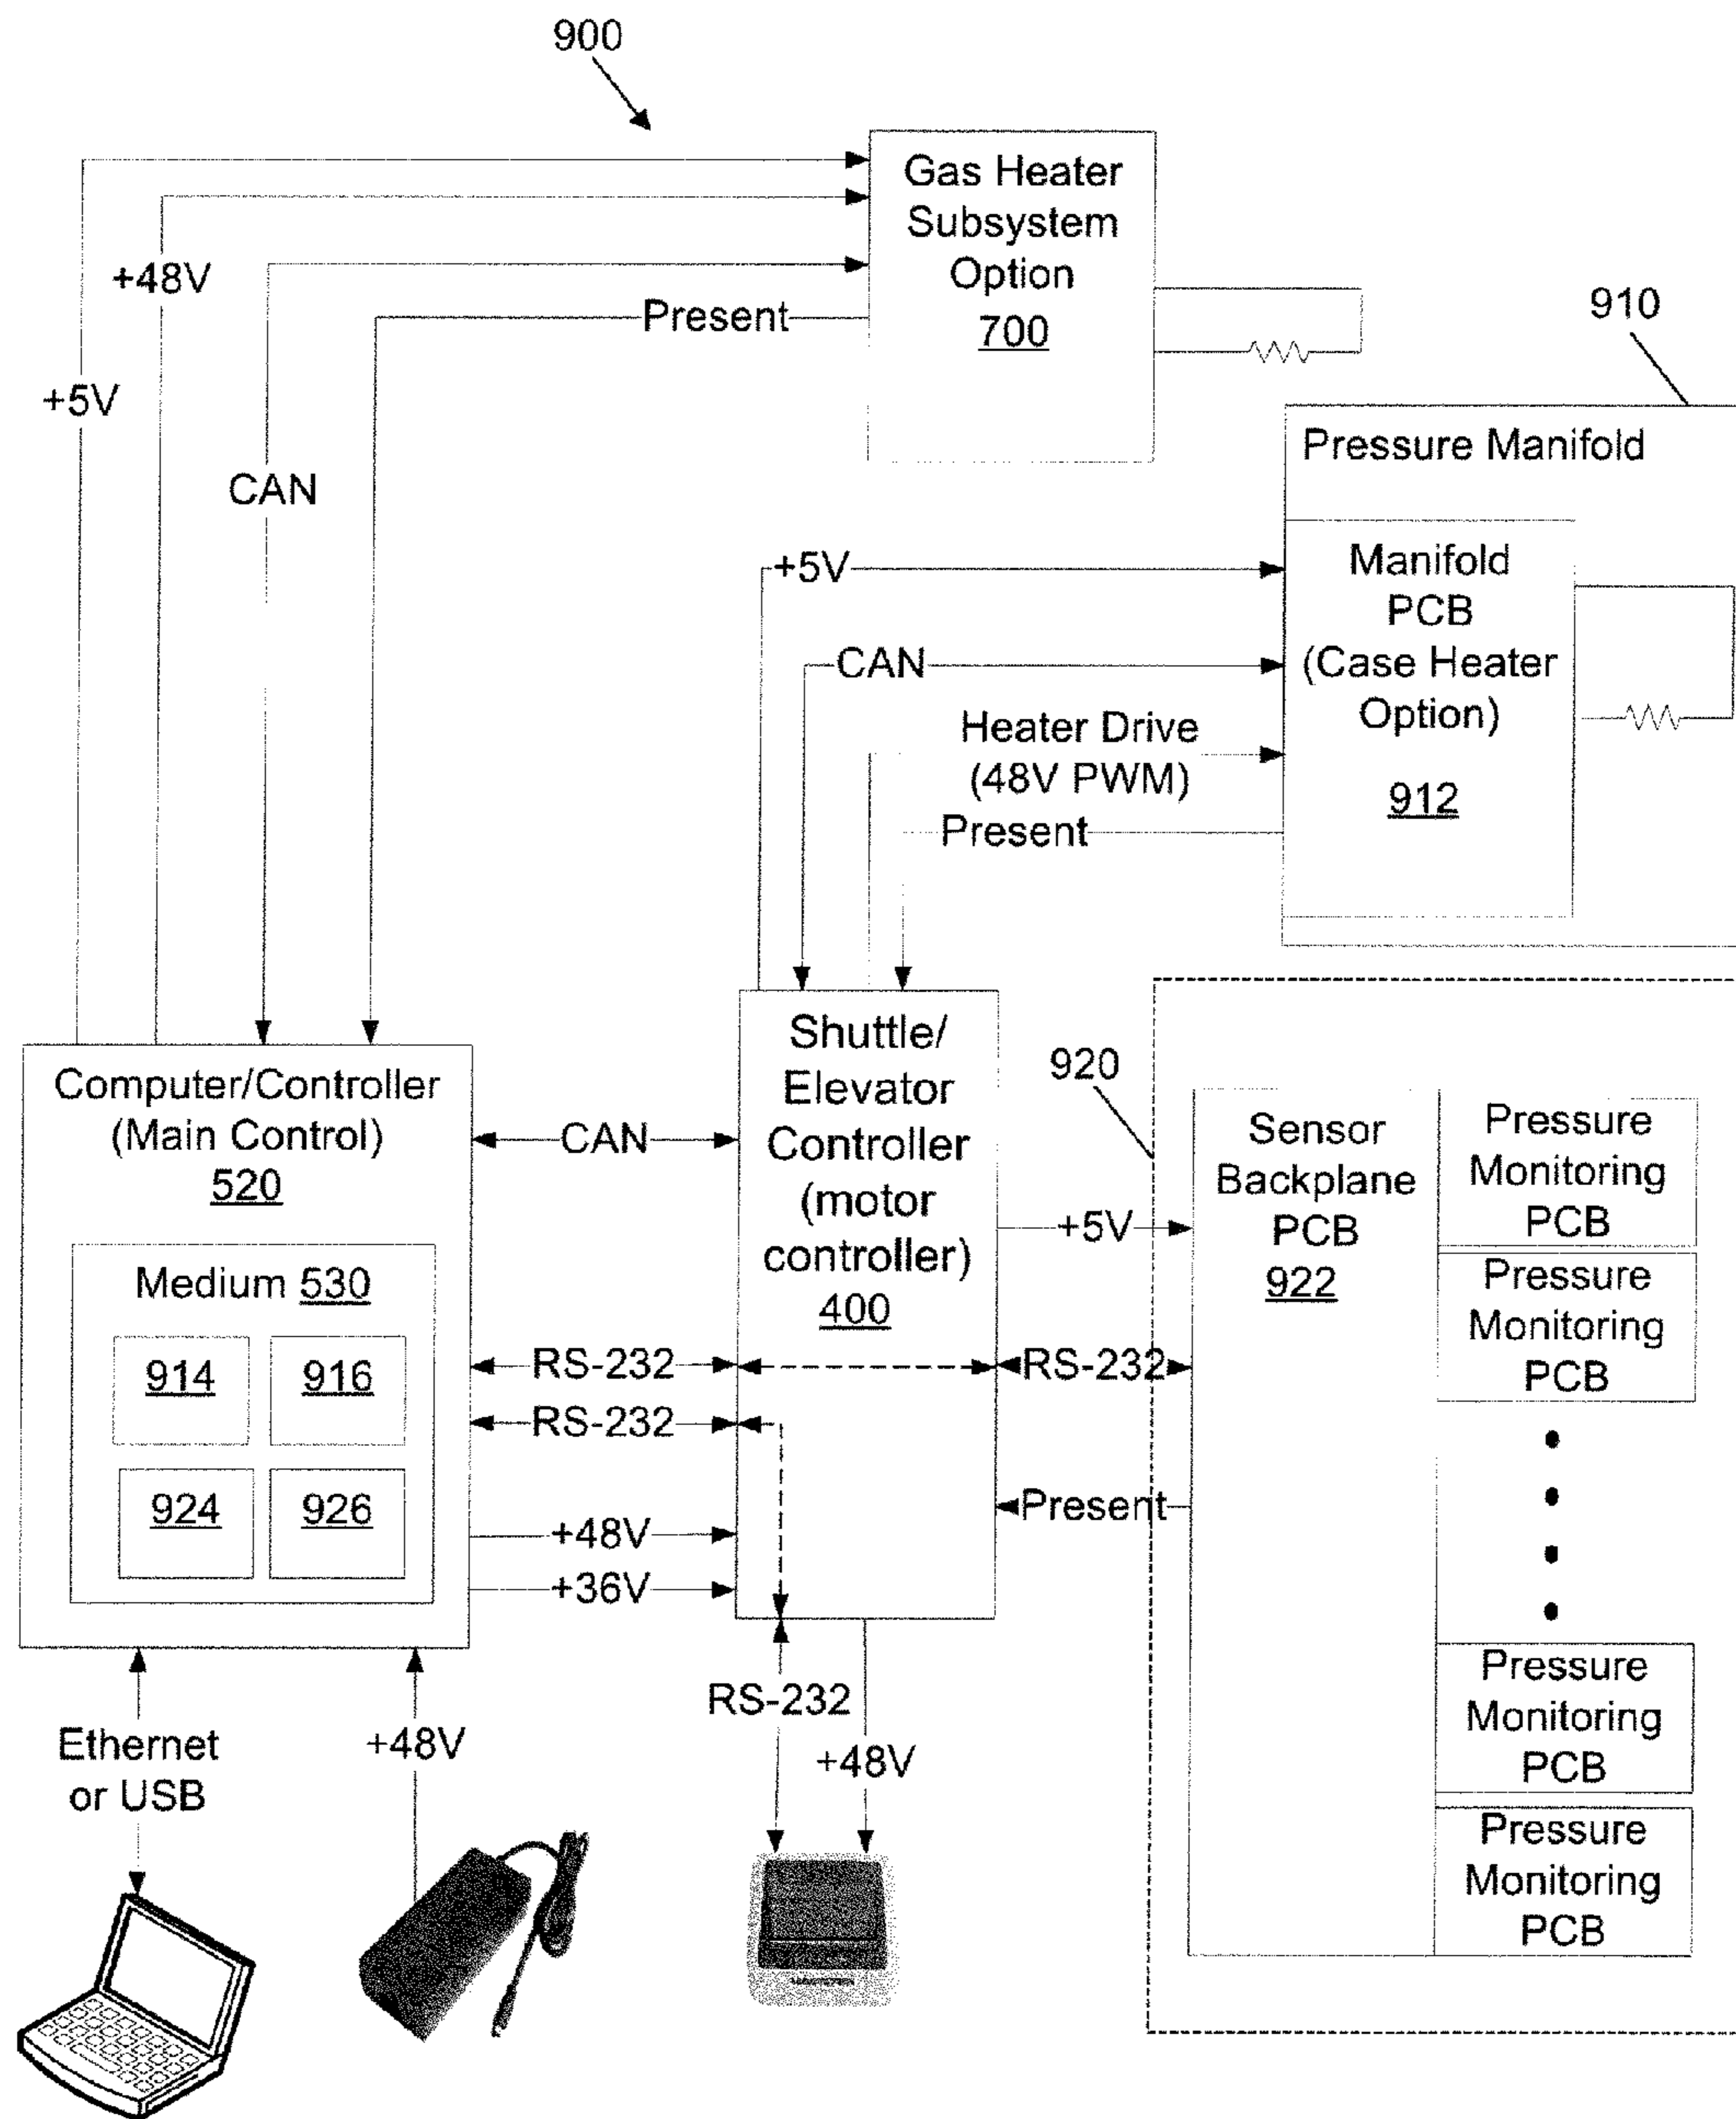 900
Gas Heater
Subsystem
Option
700
+48V
Present
+5V
CAN
910
Pressure Manifold
+5V
Manifold
PCB
(Case Heater
Option)
912
CAN
Heater Drive
(48V PWM)
Present
Computer/Controller
(Main Control)
520
Medium 530
914
916
924
926
CAN
RS-232
RS-232
+48V
+36V
Shuttle/
Elevator
Controller
(motor
controller)
400
920
+5V
RS-232
Present
Sensor
Backplane
PCB
922
Pressure
Monitoring
PCB
Pressure
Monitoring
PCB
Pressure
Monitoring
PCB
Pressure
Monitoring
PCB
Ethernet
or USB
+48V
RS-232
+48V